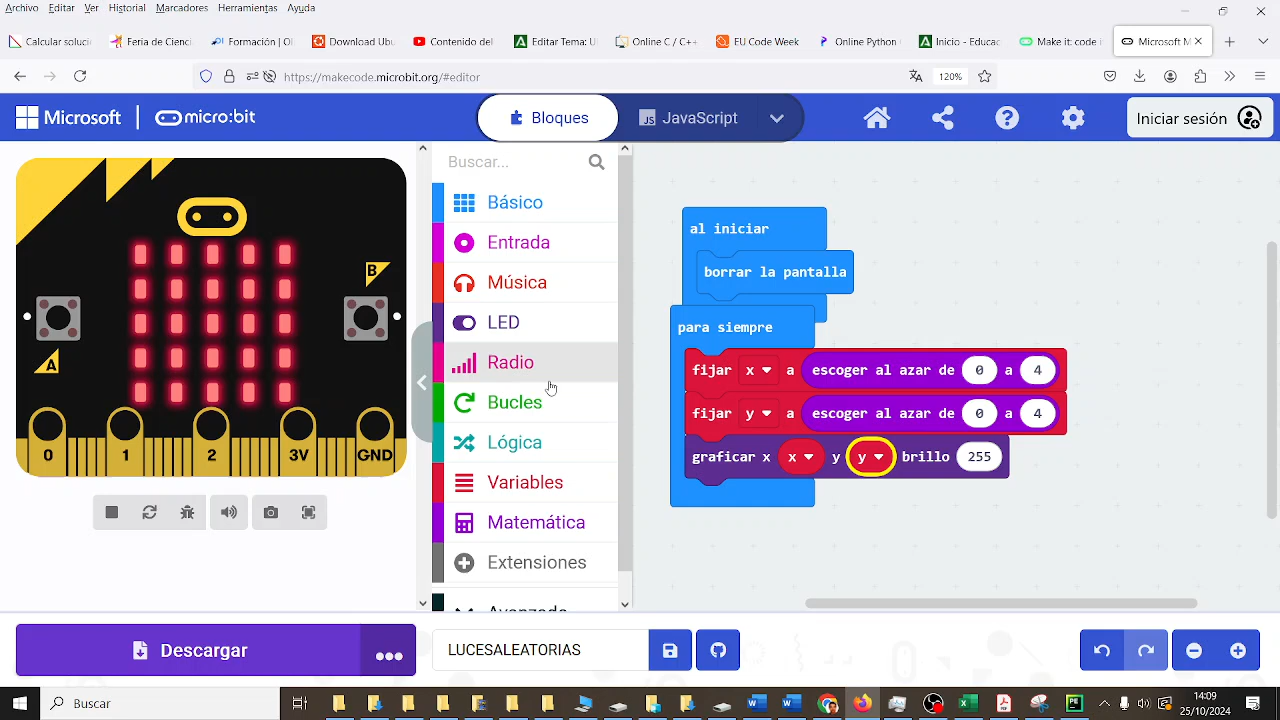 Archivo Editar Ver Historial Marcadores Herramientas Ayuda
Calcular soluci
Feria de Cienci
Formación | Ol
Download Ubu
Contenido del
Editar Tema: Ul
Online C / C+
EU Code Week
Online Python
Inicio - Educac
Make it: code
Microsoft M
https://makecode.microbit.org/#editor
120%
Microsoft
micro:bit
Bloques
JavaScript
Iniciar sesión
Buscar...
Básico
Entrada
Música
LED
Radio
Bucles
Lógica
Variables
Matemática
Extensiones
Avanzado
A
B
0
1
2
3V
GND
al iniciar
borrar la pantalla
para siempre
fijar x a escoger al azar de 0 a 4
fijar y a escoger al azar de 0 a 4
graficar x x y y brillo 255
Descargar
LUCESALEATORIAS
Buscar
14:09
25/10/2024